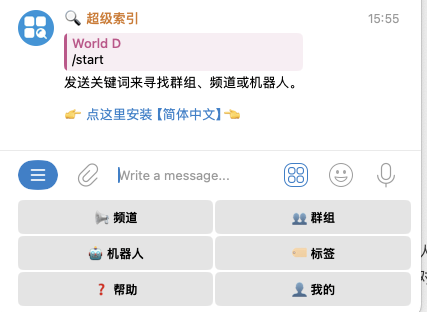 超级索引 15:55
World D
/start
发送关键词来寻找群组、频道或机器人。
点这里安装【简体中文】
Write a message...
频道 群组
机器人 标签
帮助 我的